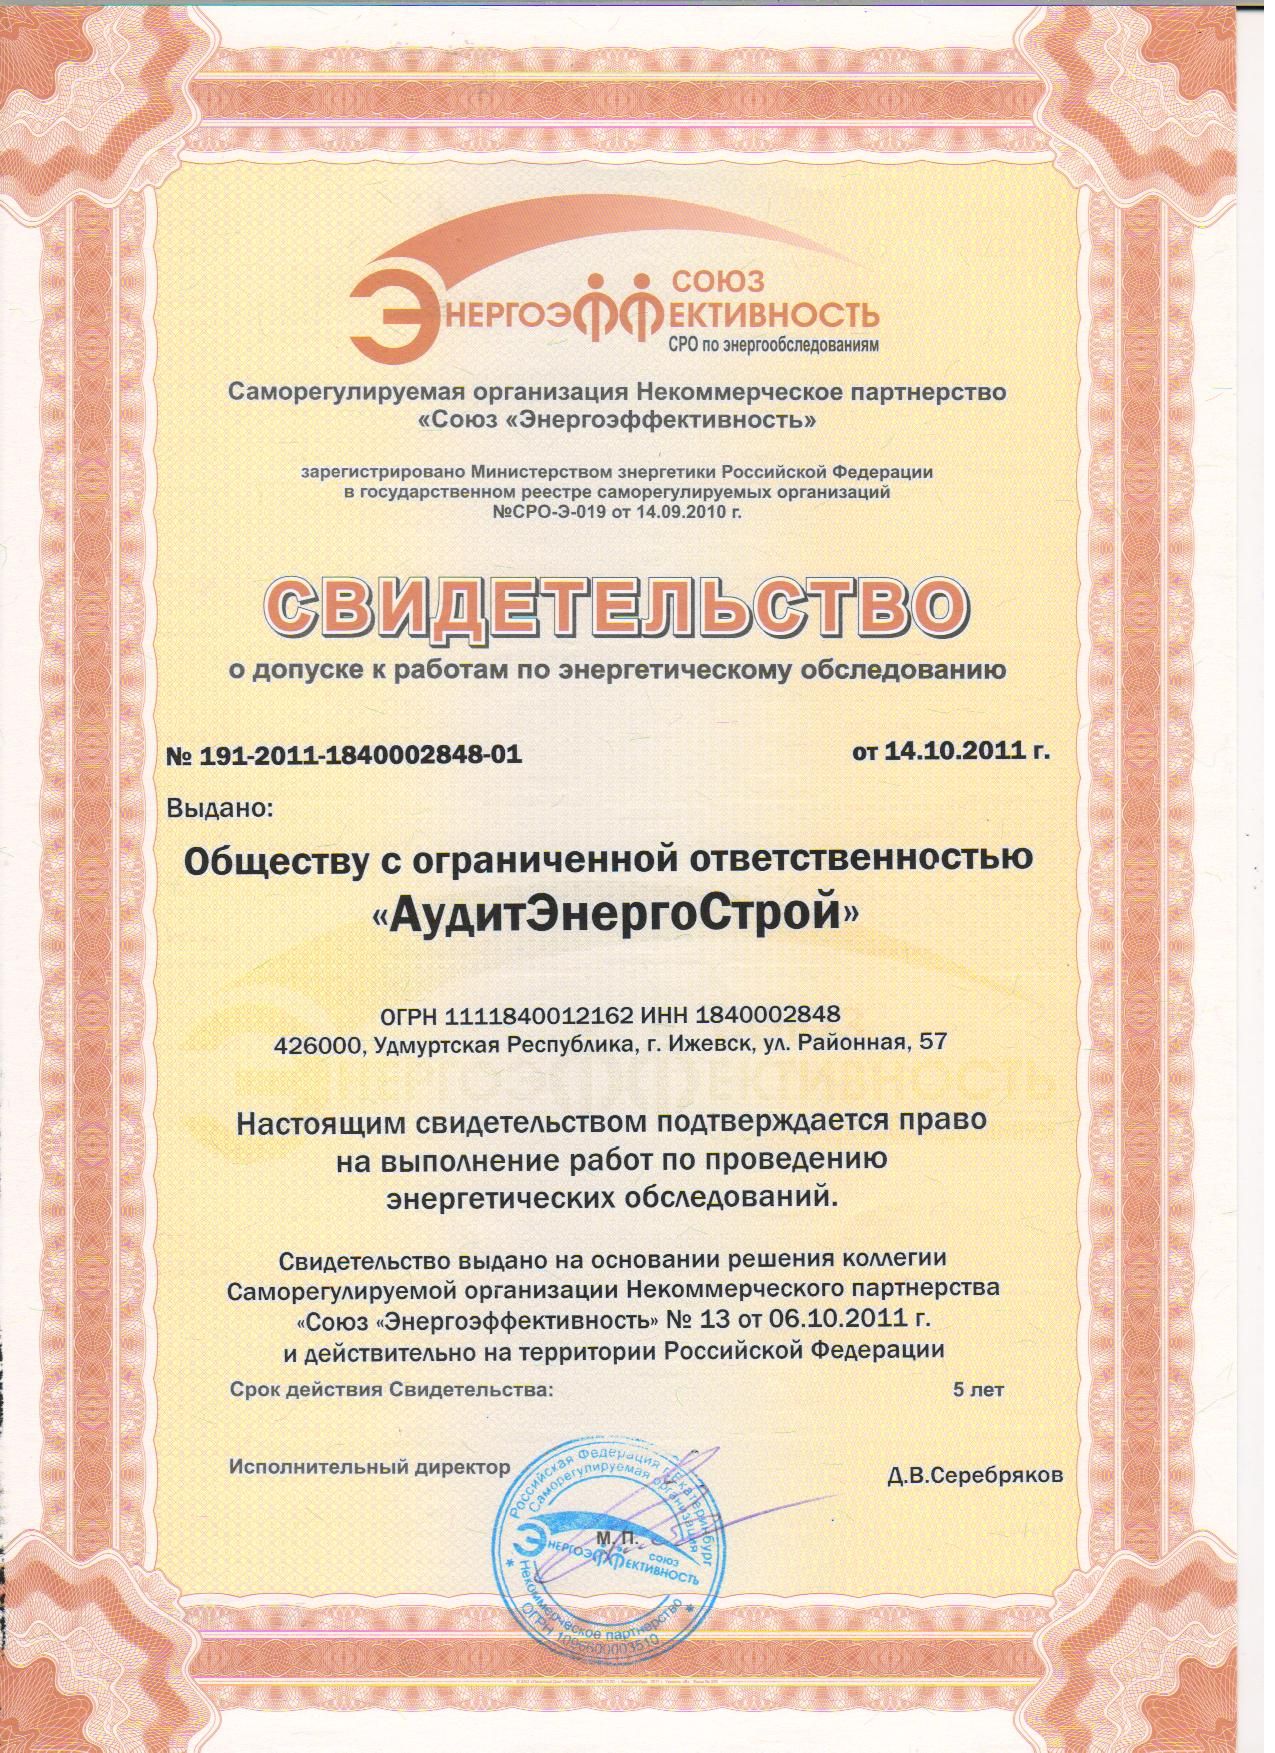 СОЮЗ
ЭНЕРГОЭФФЕКТИВНОСТЬ
СРО по энергообследованиям
Саморегулируемая организация Некоммерческое партнерство
«Союз «Энергоэффективность»
зарегистрировано Министерством знергетики Российской Федерации
в государственном реестре саморегулируемых организаций
№СРО-Э-019 от 14.09.2010 г.
СВИДЕТЕЛЬСТВО
о допуске к работам по энергетическому обследованию
№ 191-2011-1840002848-01 от 14.10.2011 г.
Выдано:
Обществу с ограниченной ответственностью
«АудитЭнергоСтрой»
ОГРН 1111840012162 ИНН 1840002848
426000, Удмуртская Республика, г. Ижевск, ул. Районная, 57
Настоящим свидетельством подтверждается право
на выполнение работ по проведению
энергетических обследований.
Свидетельство выдано на основании решения коллегии
Саморегулируемой организации Некоммерческого партнерства
«Союз «Энергоэффективность» № 13 от 06.10.2011 г.
и действительно на территории Российской Федерации
Срок действия Свидетельства: 5 лет
Исполнительный директор Д.В.Серебряков
М. П.
Российская Федерация г.Екатеринбург
Саморегулируемая организация
СОЮЗ
ЭНЕРГОЭФФЕКТИВНОСТЬ
Некоммерческое партнерство
ОГРН 1096600003510